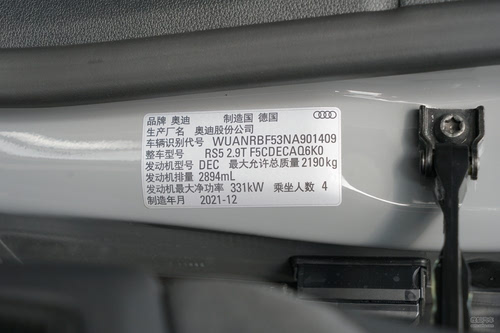 品牌 奥迪 制造国 德国
生产厂名 奥迪股份公司
车辆识别代号 WUANRBF53NA901409
整车型号 RS5 2.9T F5CDECAQ6K0
发动机型号 DEC 最大允许总质量 2190kg
发动机排量 2894mL
发动机最大净功率 331kW 乘坐人数 4
制造年月 2021-12